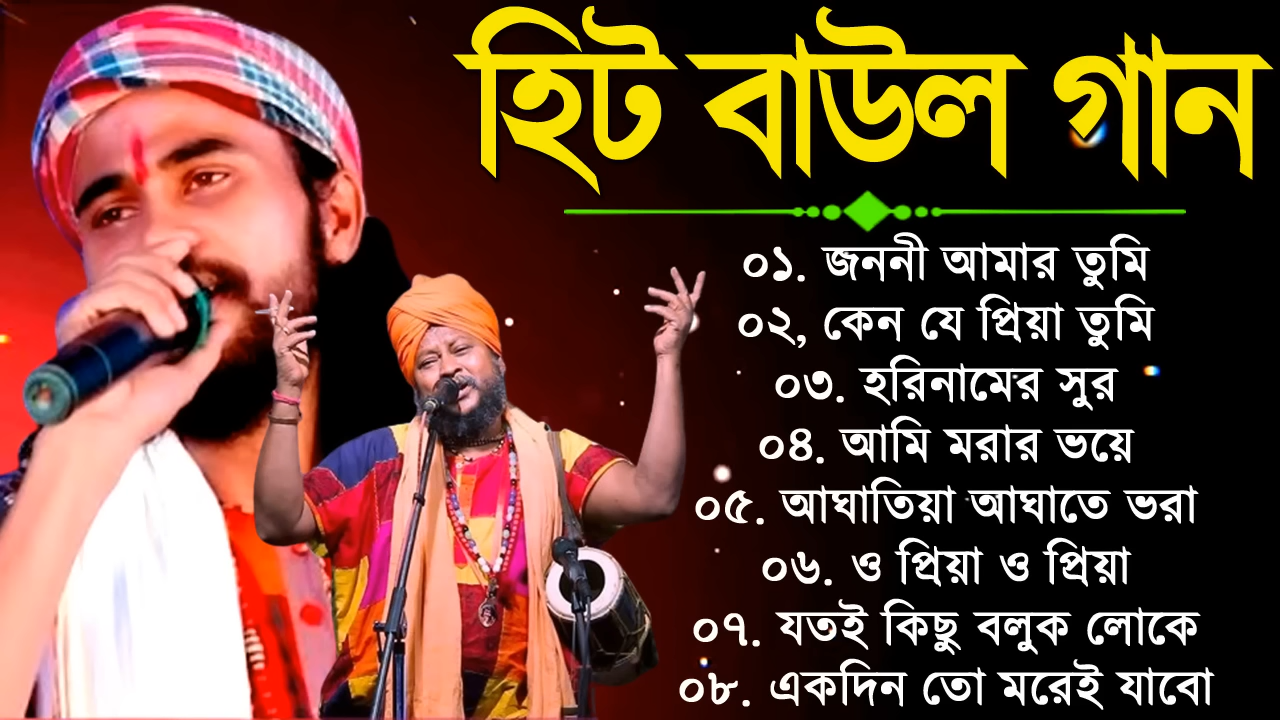 হিট বাউল গান
০১. জননী আমার তুমি
০২, কেন যে প্রিয়া তুমি
০৩. হরিনামের সুর
০৪. আমি মরার ভয়ে
০৫. আঘাতিয়া আঘাতে ভরা
০৬. ও প্রিয়া ও প্রিয়া
০৭. যতই কিছু বলুক লোকে
০৮. একদিন তো মরেই যাবো